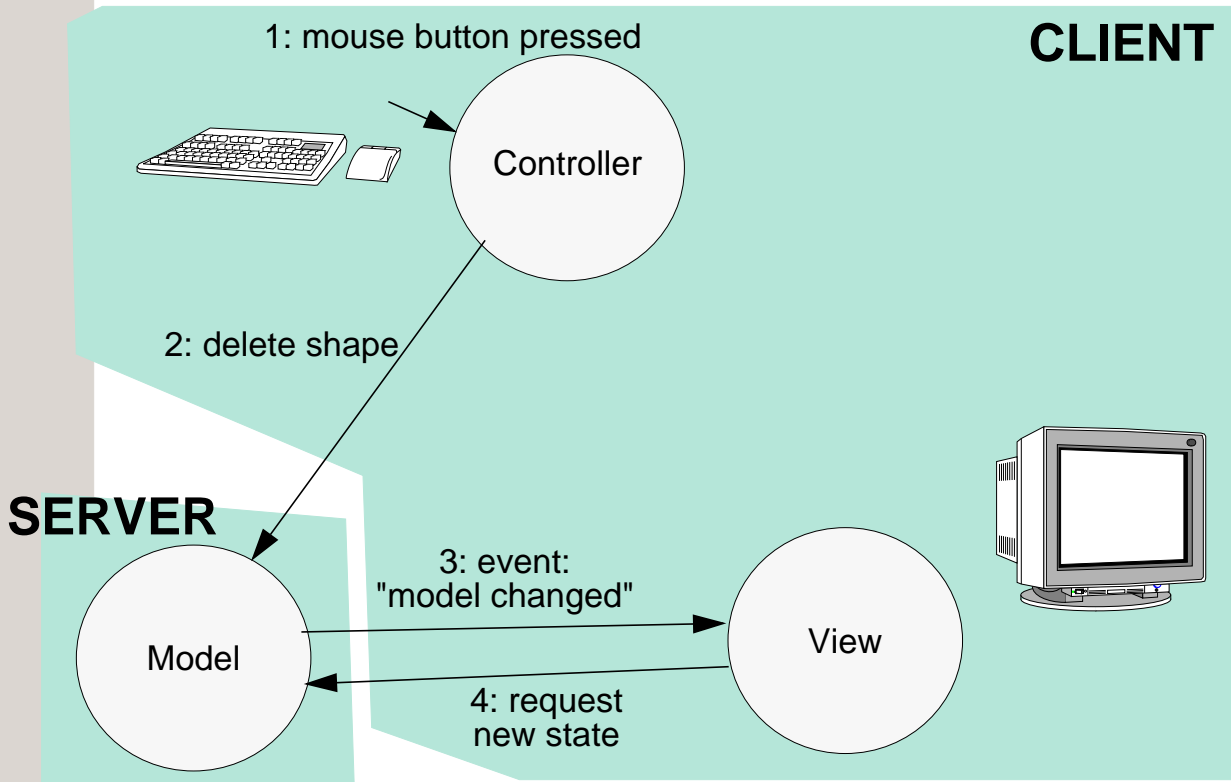 1: mouse button pressed
CLIENT
Controller
2: delete shape
SERVER
3: event:
"model changed"
View
Model
4: request
new state